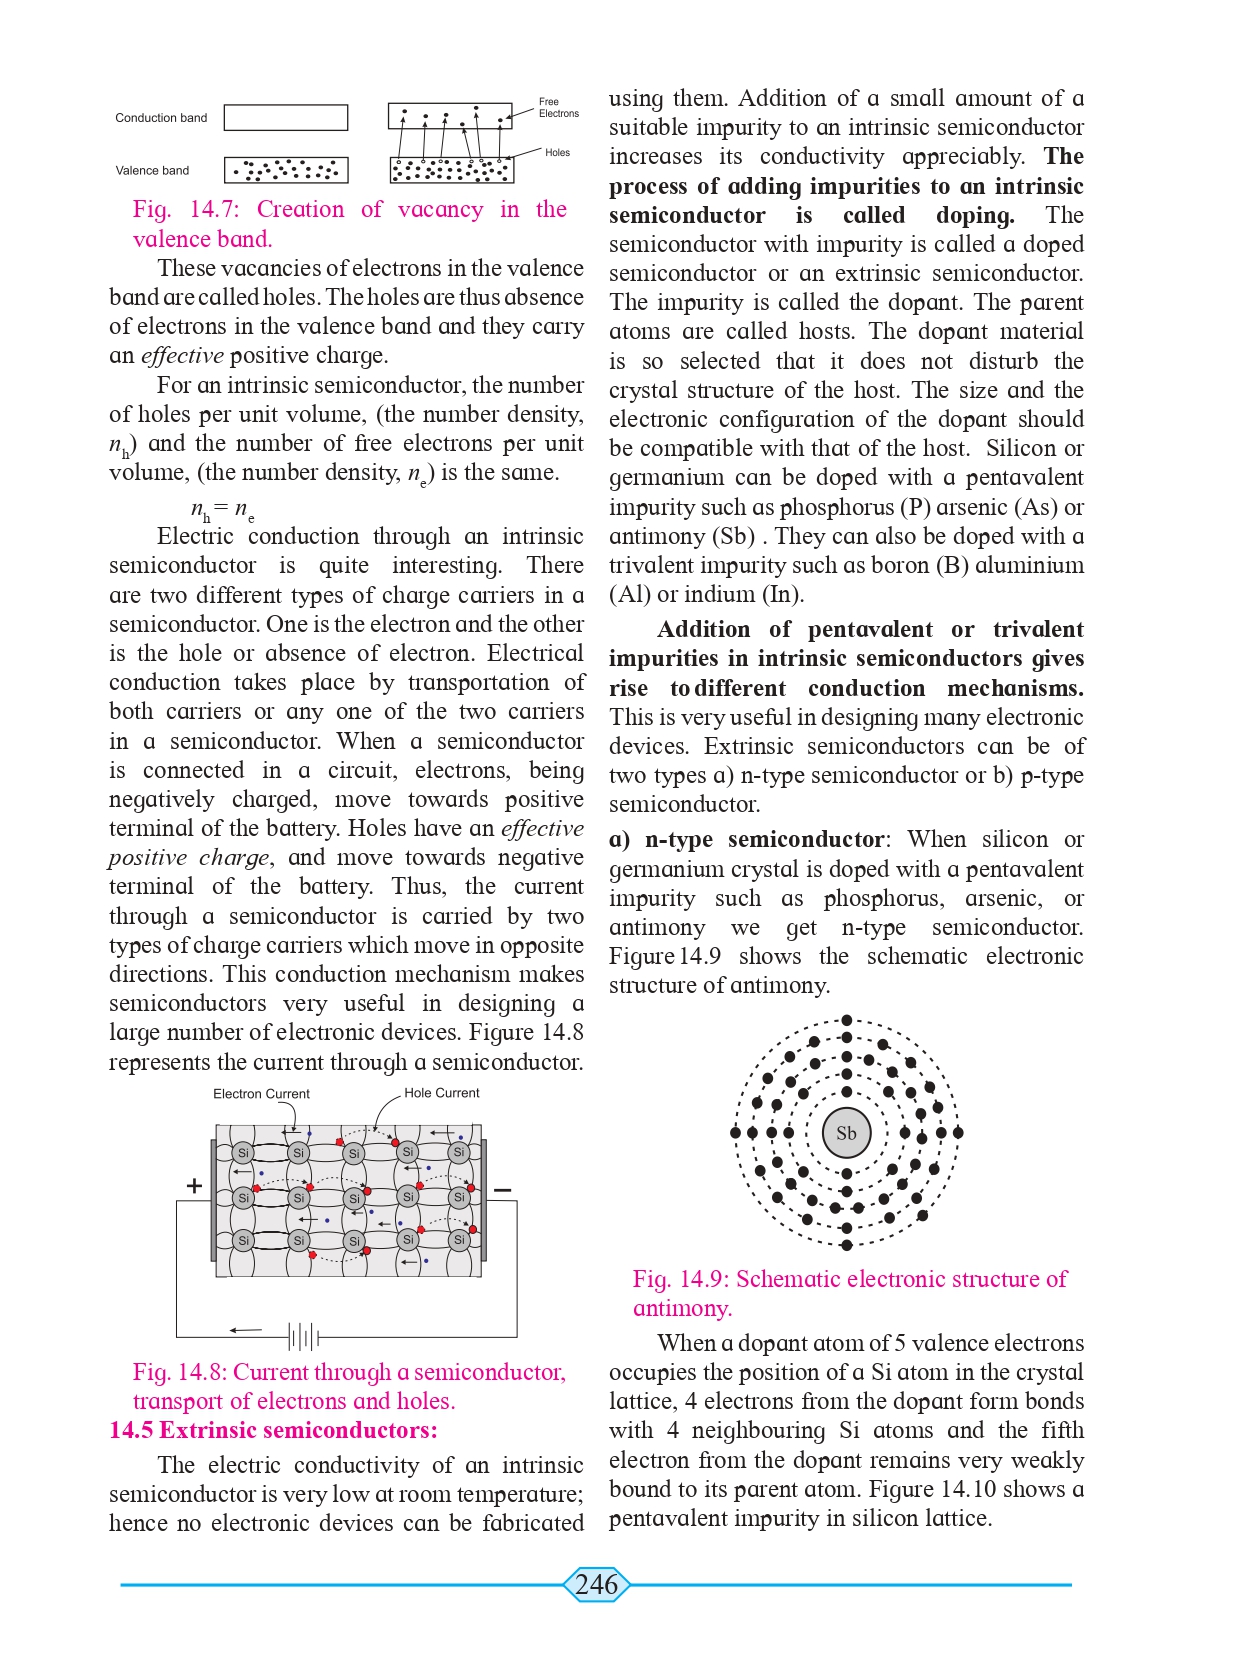 Conduction band
Valence band
Free
Electrons
Holes
Fig. 14.7: Creation of vacancy in the
valence band.
These vacancies of electrons in the valence
band are called holes. The holes are thus absence
of electrons in the valence band and they carry
an effective positive charge.
For an intrinsic semiconductor, the number
of holes per unit volume, (the number density,
nh) and the number of free electrons per unit
volume, (the number density, ne) is the same.
nh = ne
Electric conduction through an intrinsic
semiconductor is quite interesting. There
are two different types of charge carriers in a
semiconductor. One is the electron and the other
is the hole or absence of electron. Electrical
conduction takes place by transportation of
both carriers or any one of the two carriers
in a semiconductor. When a semiconductor
is connected in a circuit, electrons, being
negatively charged, move towards positive
terminal of the battery. Holes have an effective
positive charge, and move towards negative
terminal of the battery. Thus, the current
through a semiconductor is carried by two
types of charge carriers which move in opposite
directions. This conduction mechanism makes
semiconductors very useful in designing a
large number of electronic devices. Figure 14.8
represents the current through a semiconductor.
Electron Current
Hole Current
Si Si Si Si Si
+ −
Si Si Si Si Si
Si Si Si Si Si
Fig. 14.8: Current through a semiconductor,
transport of electrons and holes.
14.5 Extrinsic semiconductors:
The electric conductivity of an intrinsic
semiconductor is very low at room temperature;
hence no electronic devices can be fabricated
using them. Addition of a small amount of a
suitable impurity to an intrinsic semiconductor
increases its conductivity appreciably. The
process of adding impurities to an intrinsic
semiconductor is called doping. The
semiconductor with impurity is called a doped
semiconductor or an extrinsic semiconductor.
The impurity is called the dopant. The parent
atoms are called hosts. The dopant material
is so selected that it does not disturb the
crystal structure of the host. The size and the
electronic configuration of the dopant should
be compatible with that of the host. Silicon or
germanium can be doped with a pentavalent
impurity such as phosphorus (P) arsenic (As) or
antimony (Sb) . They can also be doped with a
trivalent impurity such as boron (B) aluminium
(Al) or indium (In).
Addition of pentavalent or trivalent
impurities in intrinsic semiconductors gives
rise to different conduction mechanisms.
This is very useful in designing many electronic
devices. Extrinsic semiconductors can be of
two types a) n-type semiconductor or b) p-type
semiconductor.
a) n-type semiconductor: When silicon or
germanium crystal is doped with a pentavalent
impurity such as phosphorus, arsenic, or
antimony we get n-type semiconductor.
Figure 14.9 shows the schematic electronic
structure of antimony.
Sb
Fig. 14.9: Schematic electronic structure of
antimony.
When a dopant atom of 5 valence electrons
occupies the position of a Si atom in the crystal
lattice, 4 electrons from the dopant form bonds
with 4 neighbouring Si atoms and the fifth
electron from the dopant remains very weakly
bound to its parent atom. Figure 14.10 shows a
pentavalent impurity in silicon lattice.
246